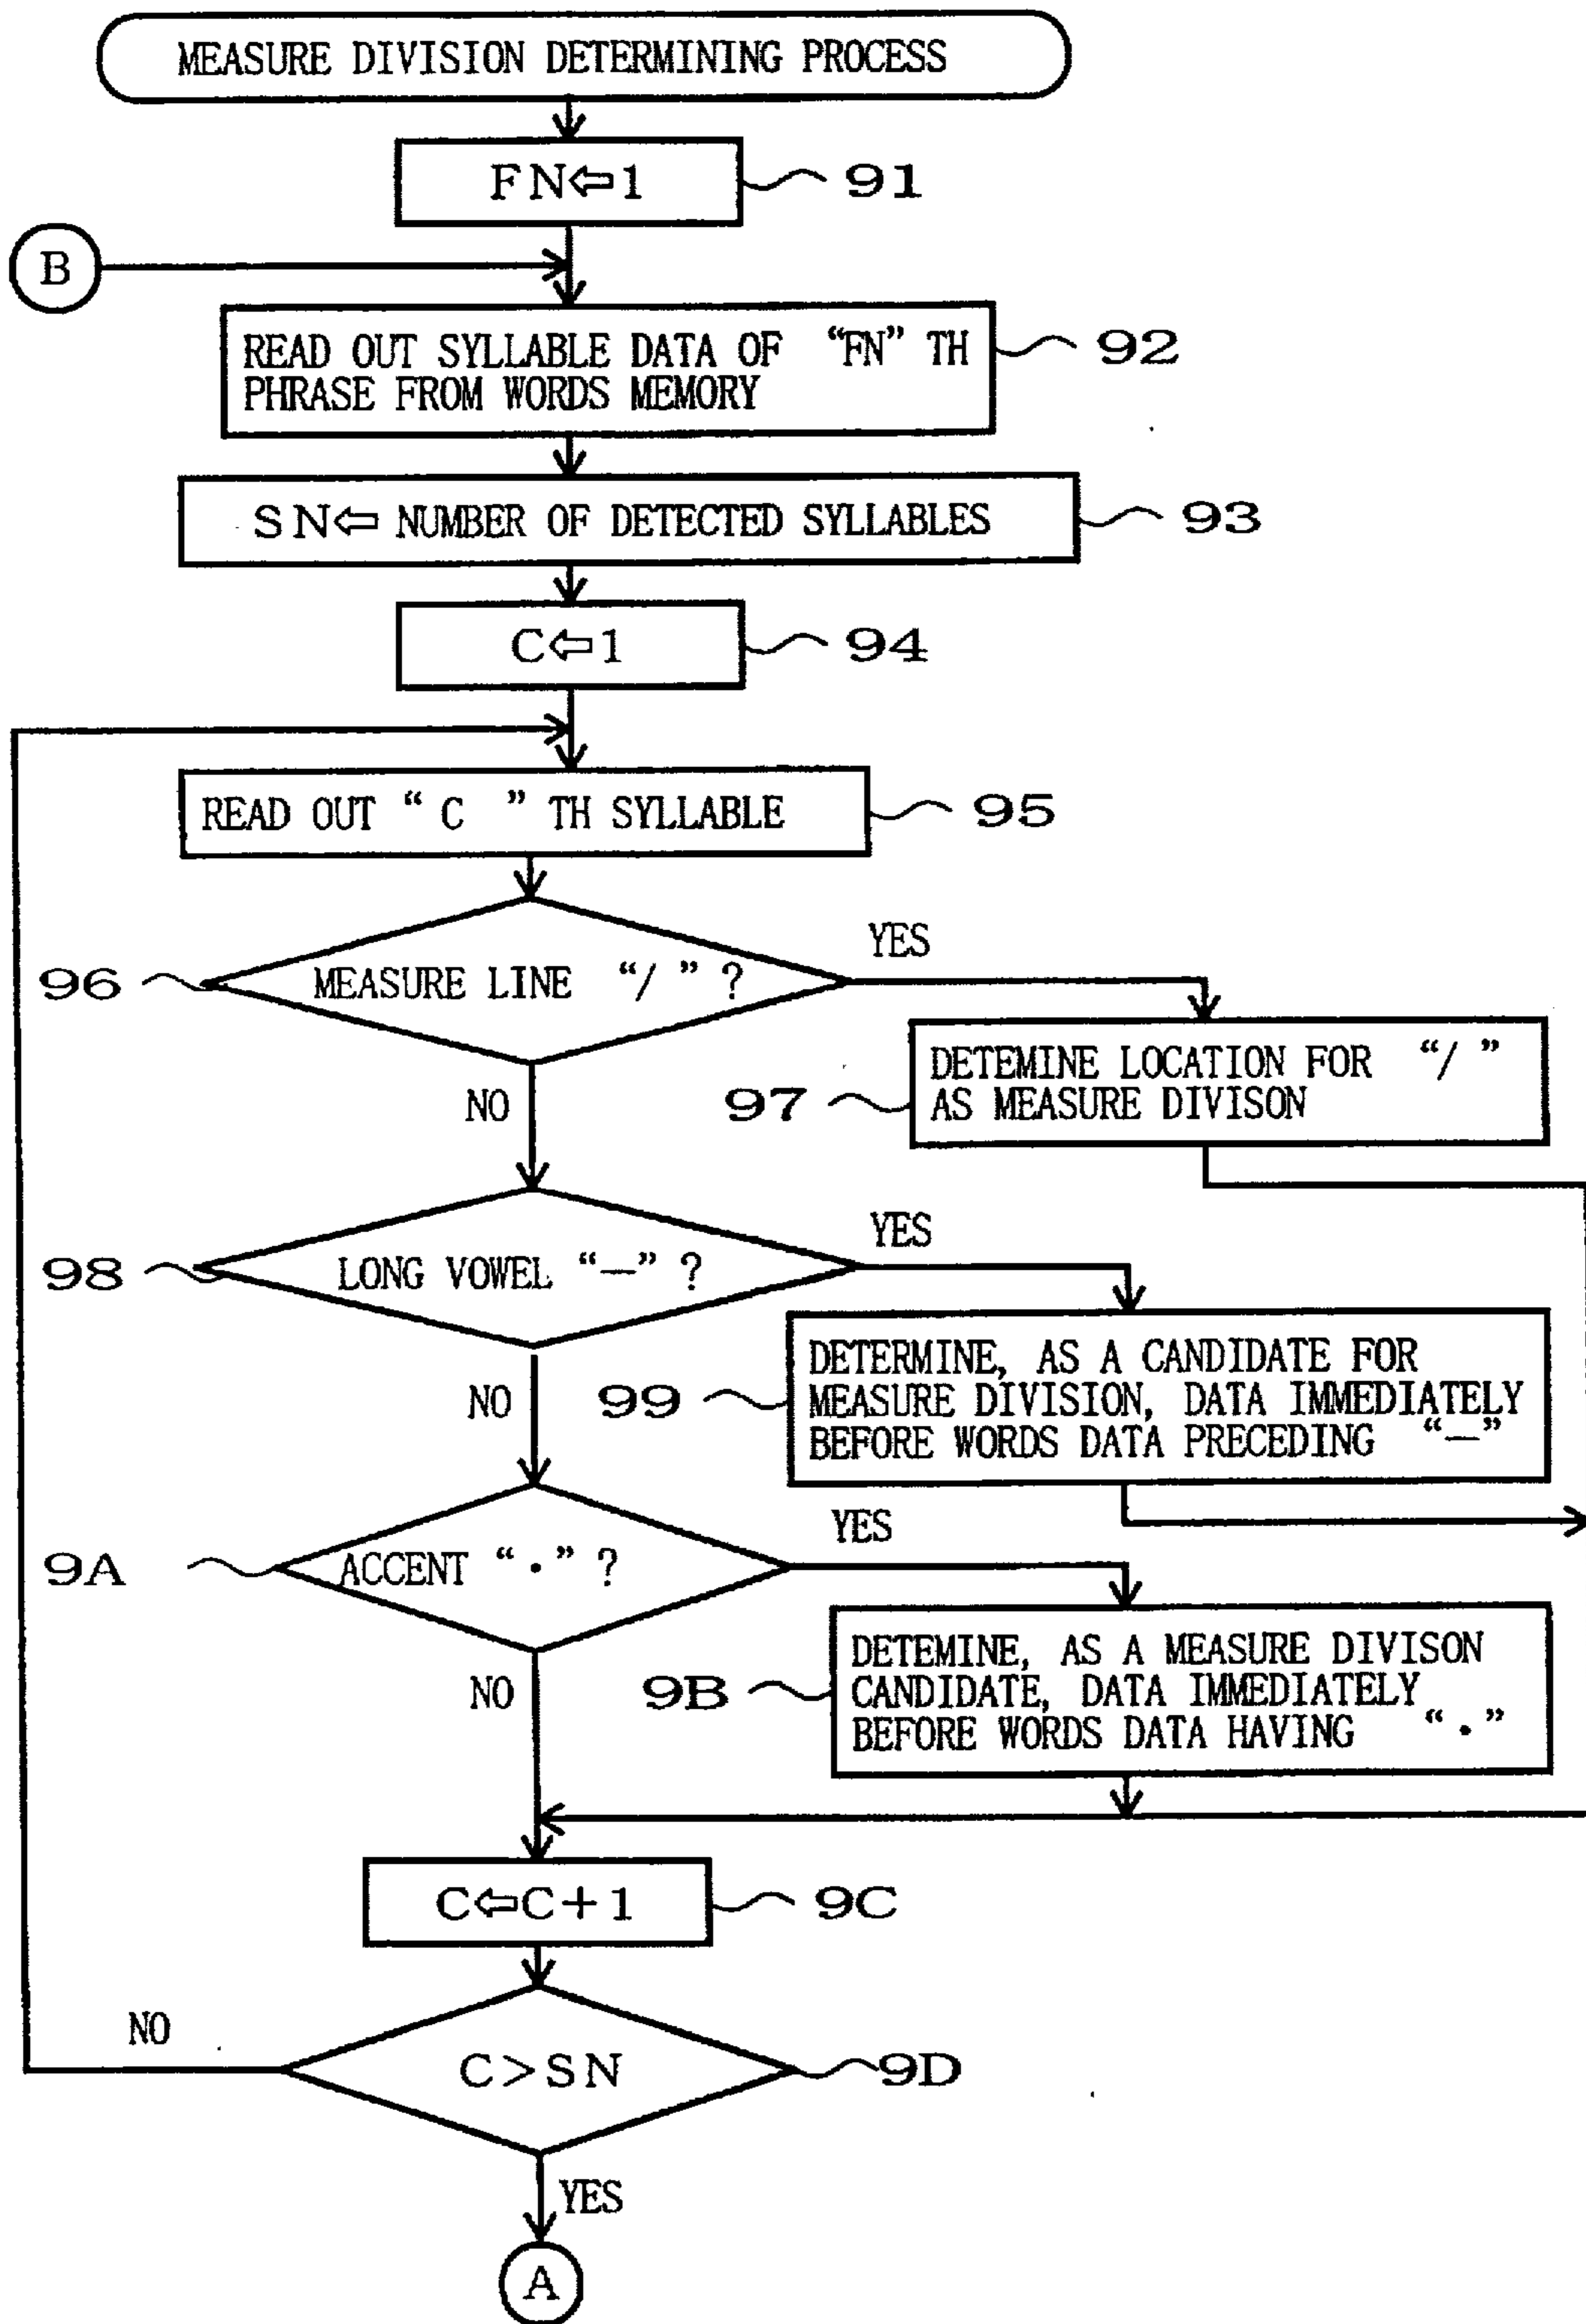 MEASURE DIVISION DETERMINING PROCESS
FN⇦1
91
B
READ OUT SYLLABLE DATA OF “FN” TH
PHRASE FROM WORDS MEMORY
92
SN⇦ NUMBER OF DETECTED SYLLABLES
93
C⇦1
94
READ OUT “ C ” TH SYLLABLE
95
96
MEASURE LINE “/ ” ?
YES
NO
97
DETEMINE LOCATION FOR “/ ”
AS MEASURE DIVISON
98
LONG VOWEL “—” ?
YES
NO
99
DETERMINE, AS A CANDIDATE FOR
MEASURE DIVISION, DATA IMMEDIATELY
BEFORE WORDS DATA PRECEDING “—”
9A
ACCENT “•” ?
YES
NO
9B
DETEMINE, AS A MEASURE DIVISON
CANDIDATE, DATA IMMEDIATELY
BEFORE WORDS DATA HAVING “•”
C⇦C+1
9C
NO
C>SN
9D
YES
A